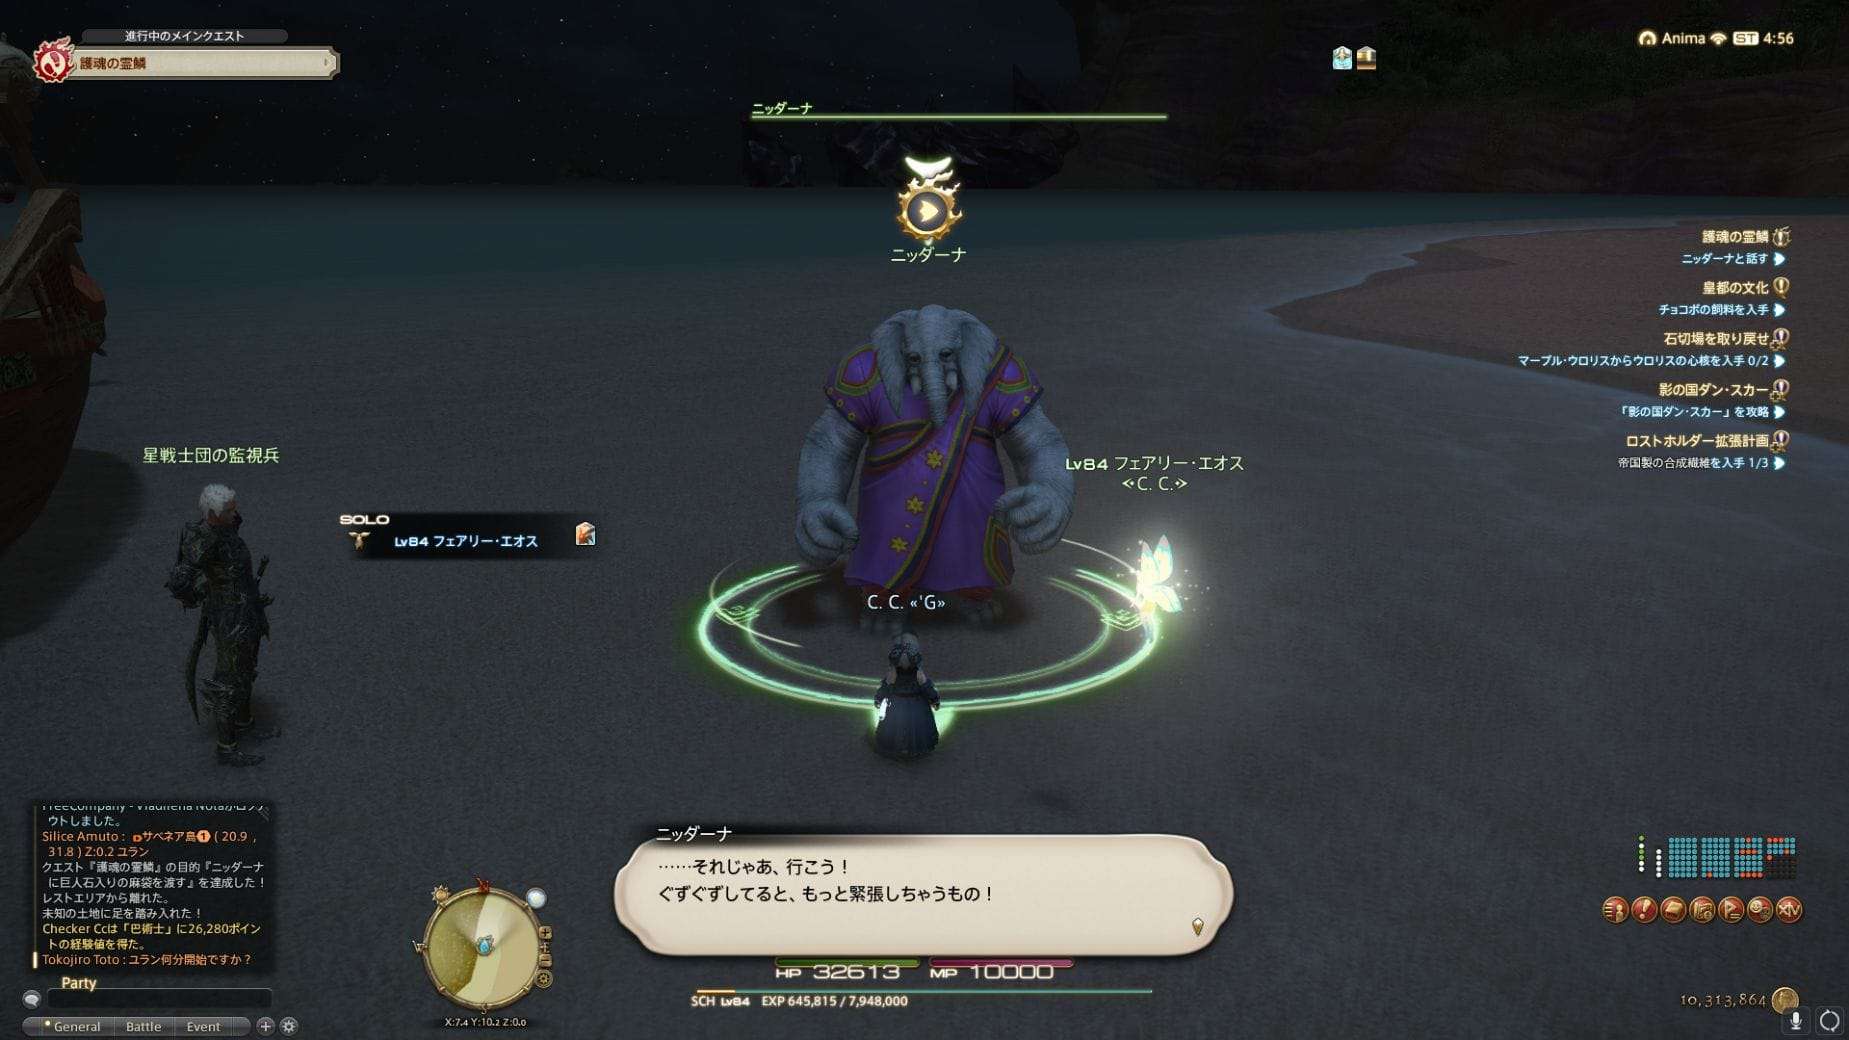 進行中のメインクエスト
護魂の霊鱗
Anima ST 4:56
ニッダーナ
ニッダーナ
護魂の霊鱗
ニッダーナと話す
皇都の文化
チョコボの飼料を入手
石切場を取り戻せ
マーブル・ウロリスからウロリスの心核を入手 0/2
影の国ダン・スカー
「影の国ダン・スカー」を攻略
ロストホルダー拡張計画
帝国製の合成繊維を入手 1/3
星戦士団の監視兵
Lv84 フェアリー・エオス
<C. C.>
SOLO
Lv84 フェアリー・エオス
C. C. «'G»
ウトしました。
Silice Amuto : サベネア島1 ( 20.9 ,
31.8 ) Z:0.2 ユラン
クエスト『護魂の霊鱗』の目的『ニッダーナ
に巨人石入りの麻袋を渡す』を達成した！
レストエリアから離れた。
未知の土地に足を踏み入れた！
Checker Ccは「巴術士」に26,280ポイン
トの経験値を得た。
Tokojiro Toto : ユラン何分開始ですか？
Party
General Battle Event
X:7.4 Y:10.2 Z:0.0
ニッダーナ
……それじゃあ、行こう！
ぐずぐずしてると、もっと緊張しちゃうもの！
HP 32613 MP 10000
SCH Lv84 EXP 645,815 / 7,948,000
XIV
10,313,864